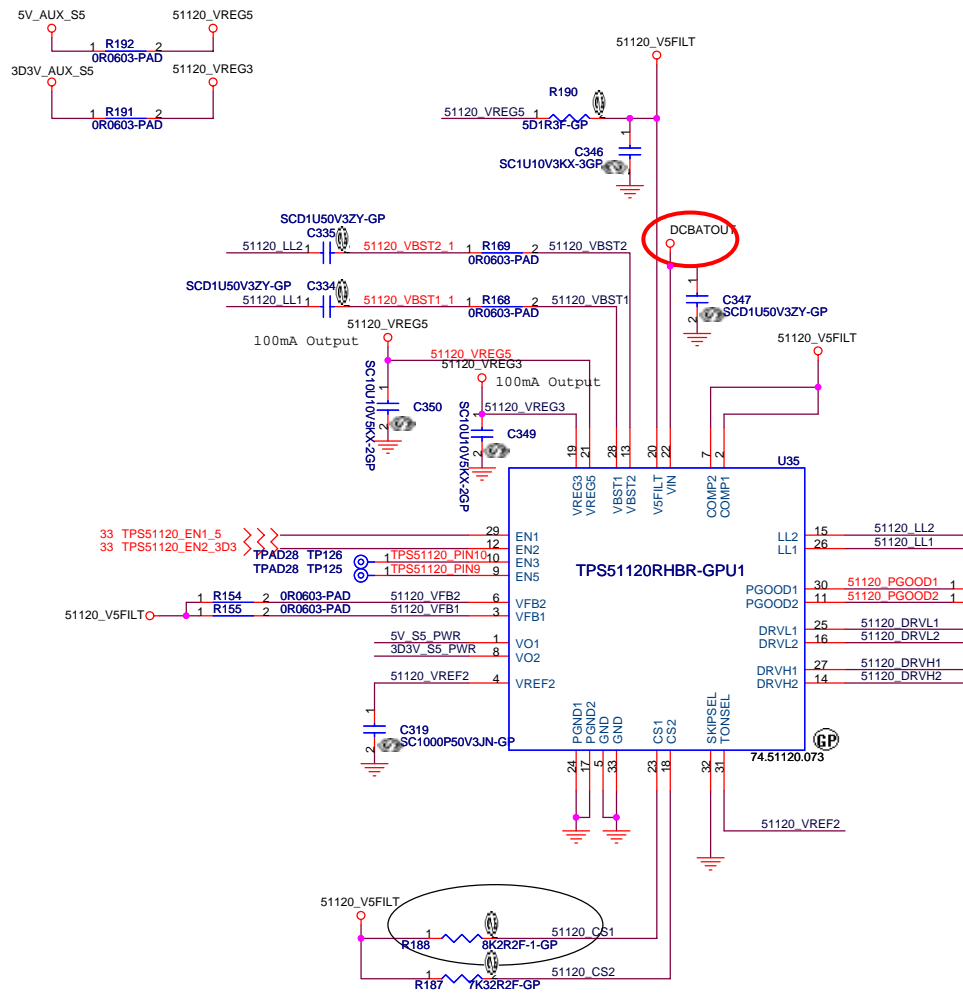 5V_AUX_S5 51120_VREG5
1 R192 2
0R0603-PAD
3D3V_AUX_S5 51120_VREG3
1 R191 2
0R0603-PAD
51120_V5FILT
R190
51120_VREG5 1 2
5D1R3F-GP
1
C346
SC1U10V3KX-3GP
2
SCD1U50V3ZY-GP
C335
51120_LL2 1 2 51120_VBST2_1 1 R169 2 51120_VBST2
0R0603-PAD
DCBATOUT
SCD1U50V3ZY-GP C334
51120_LL1 1 2 51120_VBST1_1 1 R168 2 51120_VBST1
0R0603-PAD
1
C347
SCD1U50V3ZY-GP
2
51120_VREG5
100mA Output
51120_VREG5
51120_VREG3
100mA Output
51120_V5FILT
1
C350
SC10U10V5KX-2GP
2
51120_VREG3
1
C349
SC10U10V5KX-2GP
2
19 21 28 13 20 22 7 2
U35
VREG3 VREG5 VBST1 VBST2 V5FILT VIN COMP2 COMP1
33 TPS51120_EN1_5 29 EN1
33 TPS51120_EN2_3D3 12 EN2
TPAD28 TP126 1 TPS51120_PIN10 10 EN3
TPAD28 TP125 1 TPS51120_PIN9 9 EN5
LL2 15 51120_LL2
LL1 26 51120_LL1
TPS51120RHBR-GPU1
PGOOD1 30 51120_PGOOD1
PGOOD2 11 51120_PGOOD2
51120_V5FILT
1 R154 2 0R0603-PAD 51120_VFB2 6 VFB2
1 R155 2 0R0603-PAD 51120_VFB1 3 VFB1
DRVL1 25 51120_DRVL1
DRVL2 16 51120_DRVL2
5V_S5_PWR 1 VO1
3D3V_S5_PWR 8 VO2
DRVH1 27 51120_DRVH1
DRVH2 14 51120_DRVH2
51120_VREF2 4 VREF2
1
C319
SC1000P50V3JN-GP
2
PGND1 PGND2 GND GND CS1 CS2 SKIPSEL TONSEL
GP
74.51120.073
24 17 5 33 23 18 32 31
51120_VREF2
51120_V5FILT
1 2 51120_CS1
R188 8K2R2F-1-GP
1 2 51120_CS2
R187 7K32R2F-GP